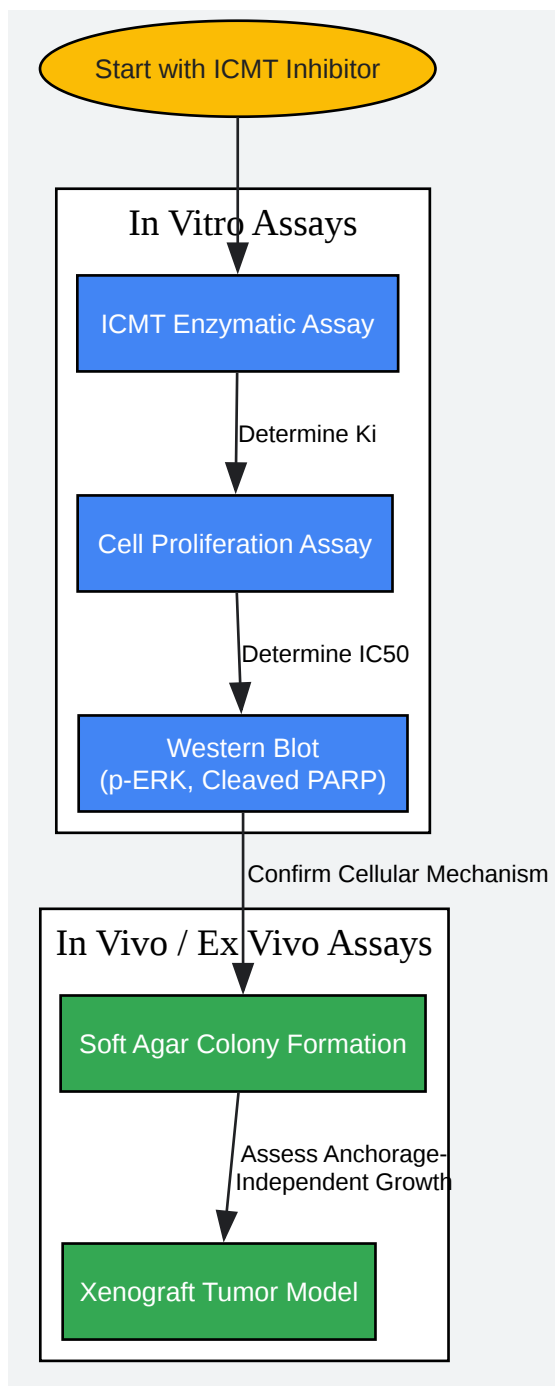 Start with ICMT Inhibitor
In Vitro Assays
ICMT Enzymatic Assay
Determine Ki
Cell Proliferation Assay
Determine IC50
Western Blot
(p-ERK, Cleaved PARP)
Confirm Cellular Mechanism
In Vivo / Ex Vivo Assays
Soft Agar Colony Formation
Assess Anchorage-
Independent Growth
Xenograft Tumor Model